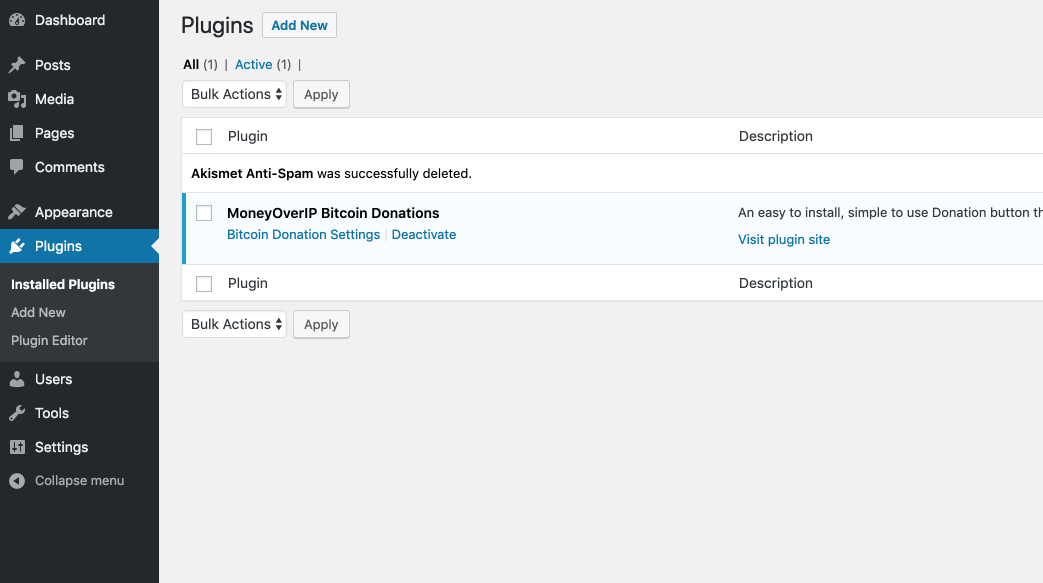 Dashboard
Posts
Media
Pages
Comments
Appearance
Plugins
Installed Plugins
Add New
Plugin Editor
Users
Tools
Settings
Collapse menu
Plugins Add New
All (1) | Active (1) |
Bulk Actions Apply
Plugin Description
Akismet Anti-Spam was successfully deleted.
MoneyOverIP Bitcoin Donations An easy to install, simple to use Donation button
Bitcoin Donation Settings | Deactivate Visit plugin site
Plugin Description
Bulk Actions Apply